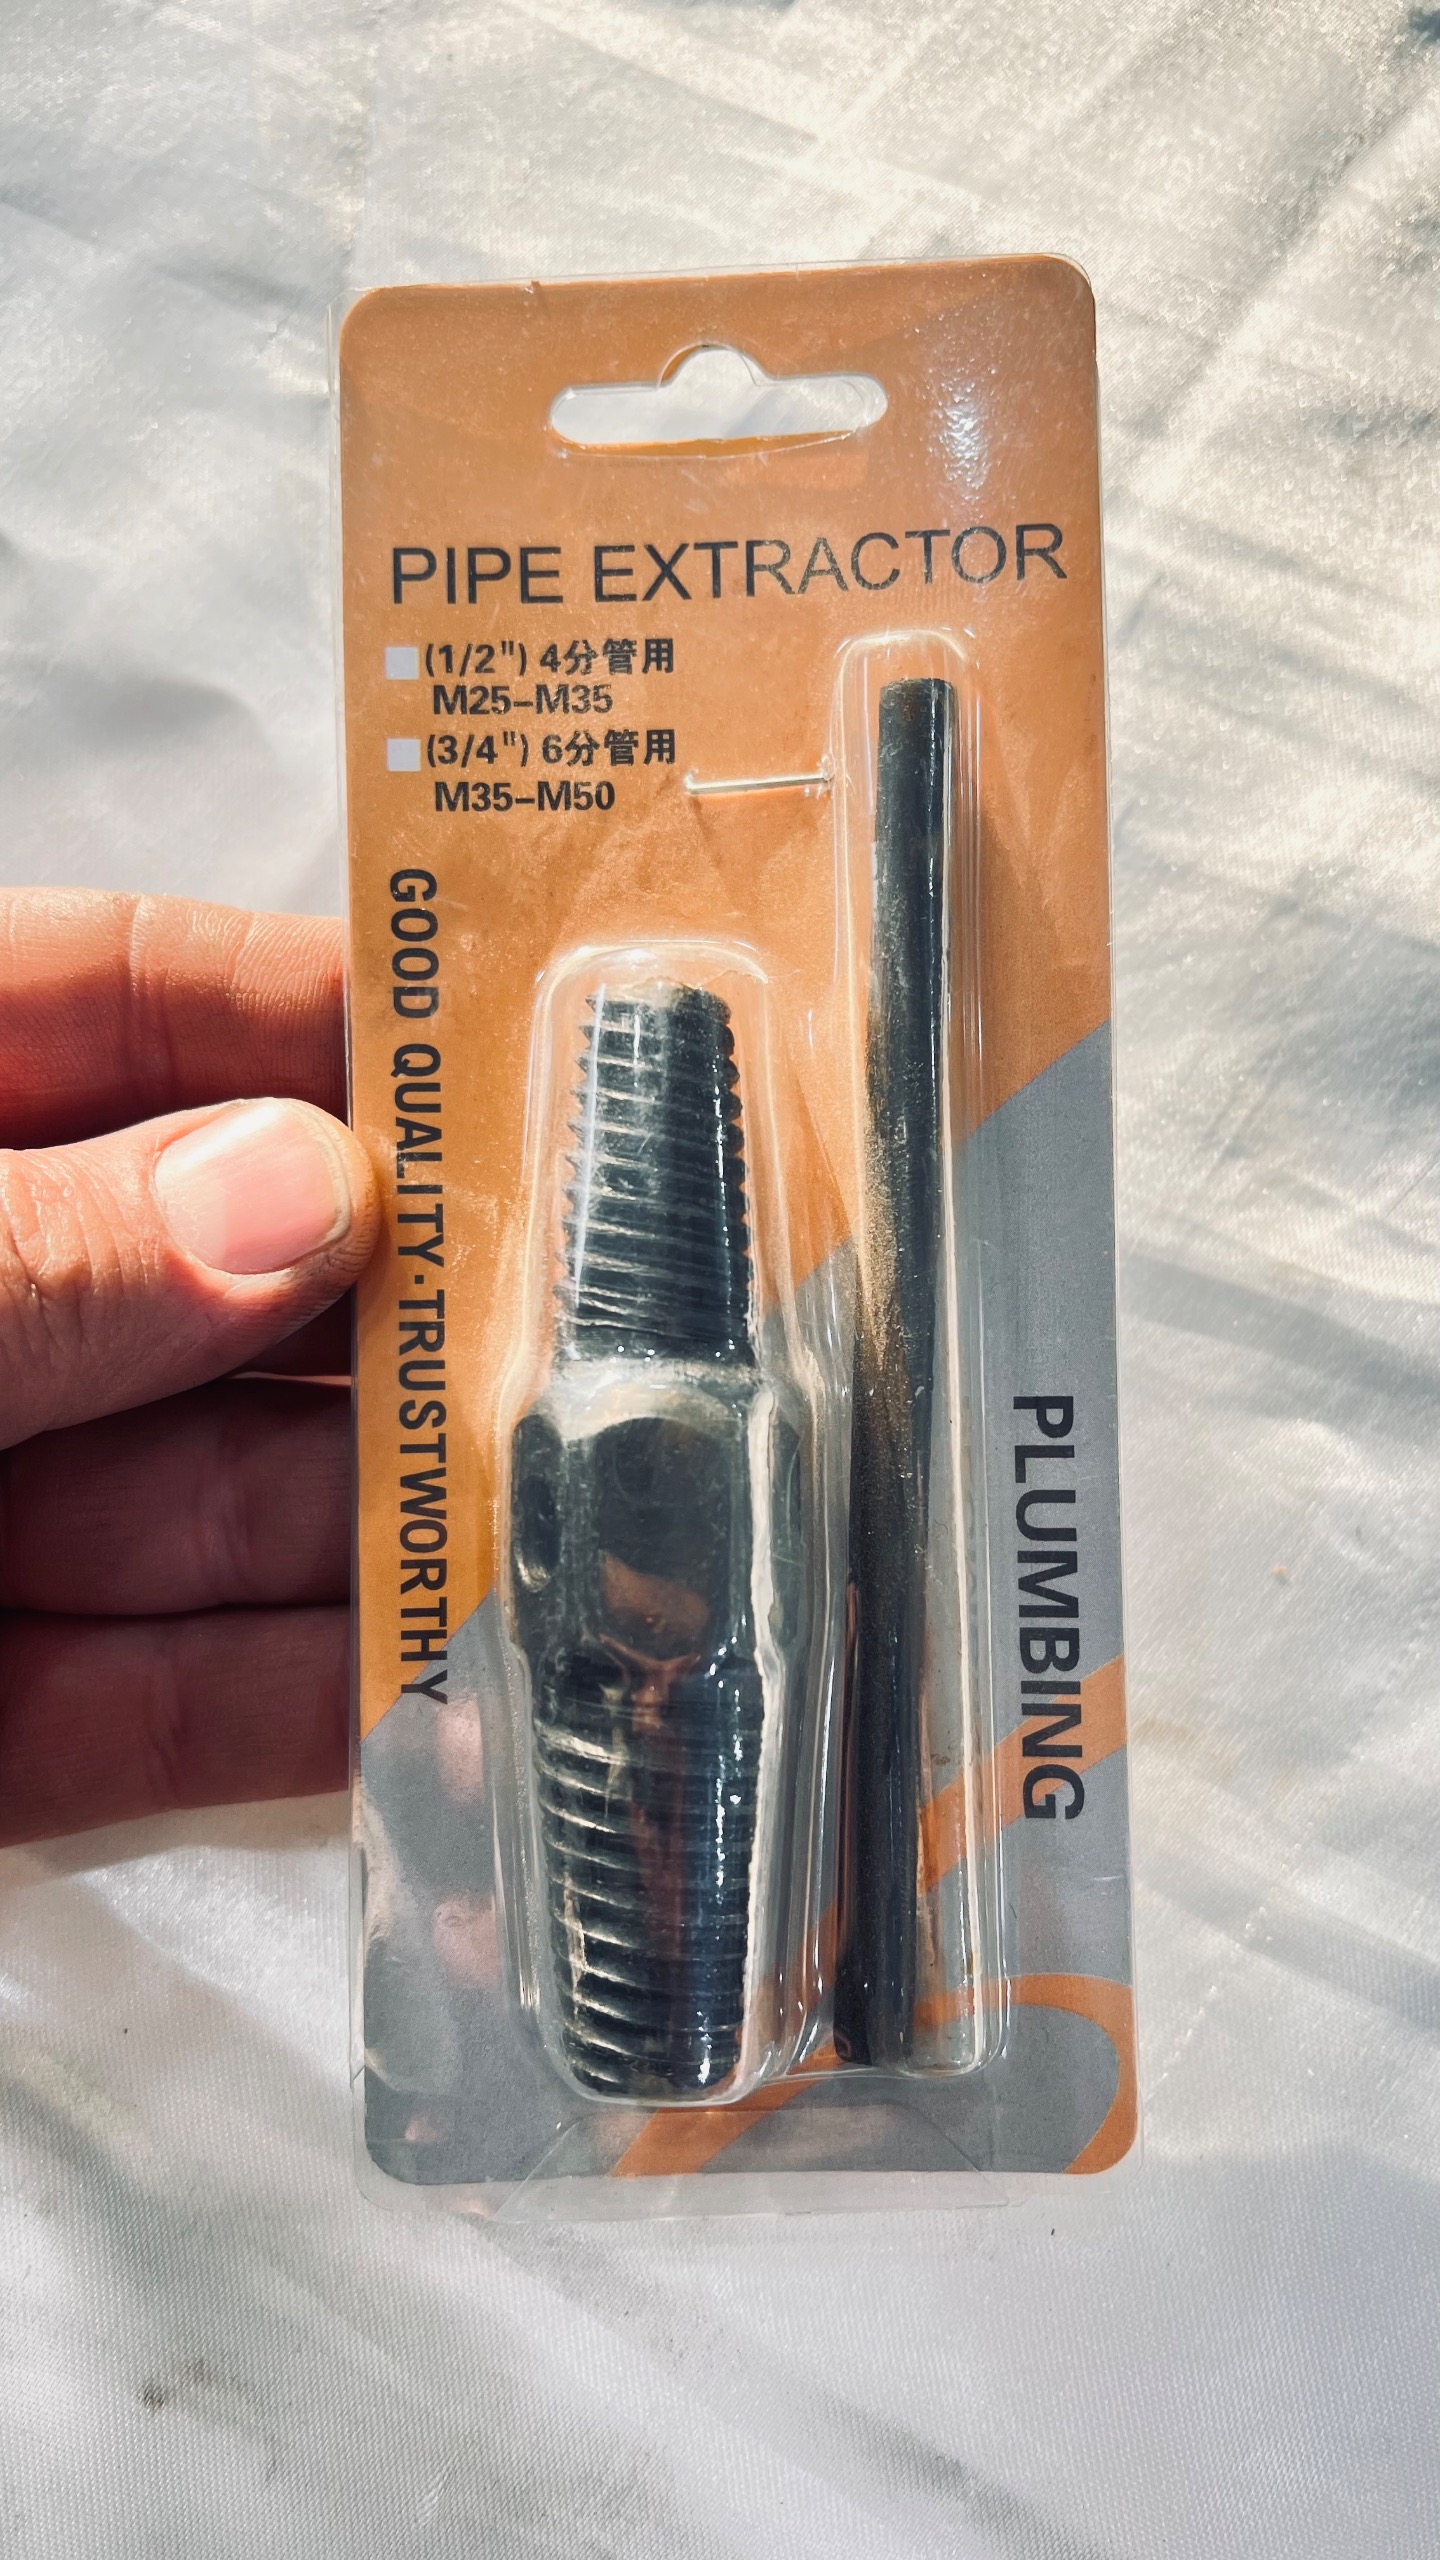 PIPE EXTRACTOR
(1/2") 4分管用
M25-M35
(3/4") 6分管用
M35-M50
GOOD QUALITY·TRUSTWORTHY
PLUMBING